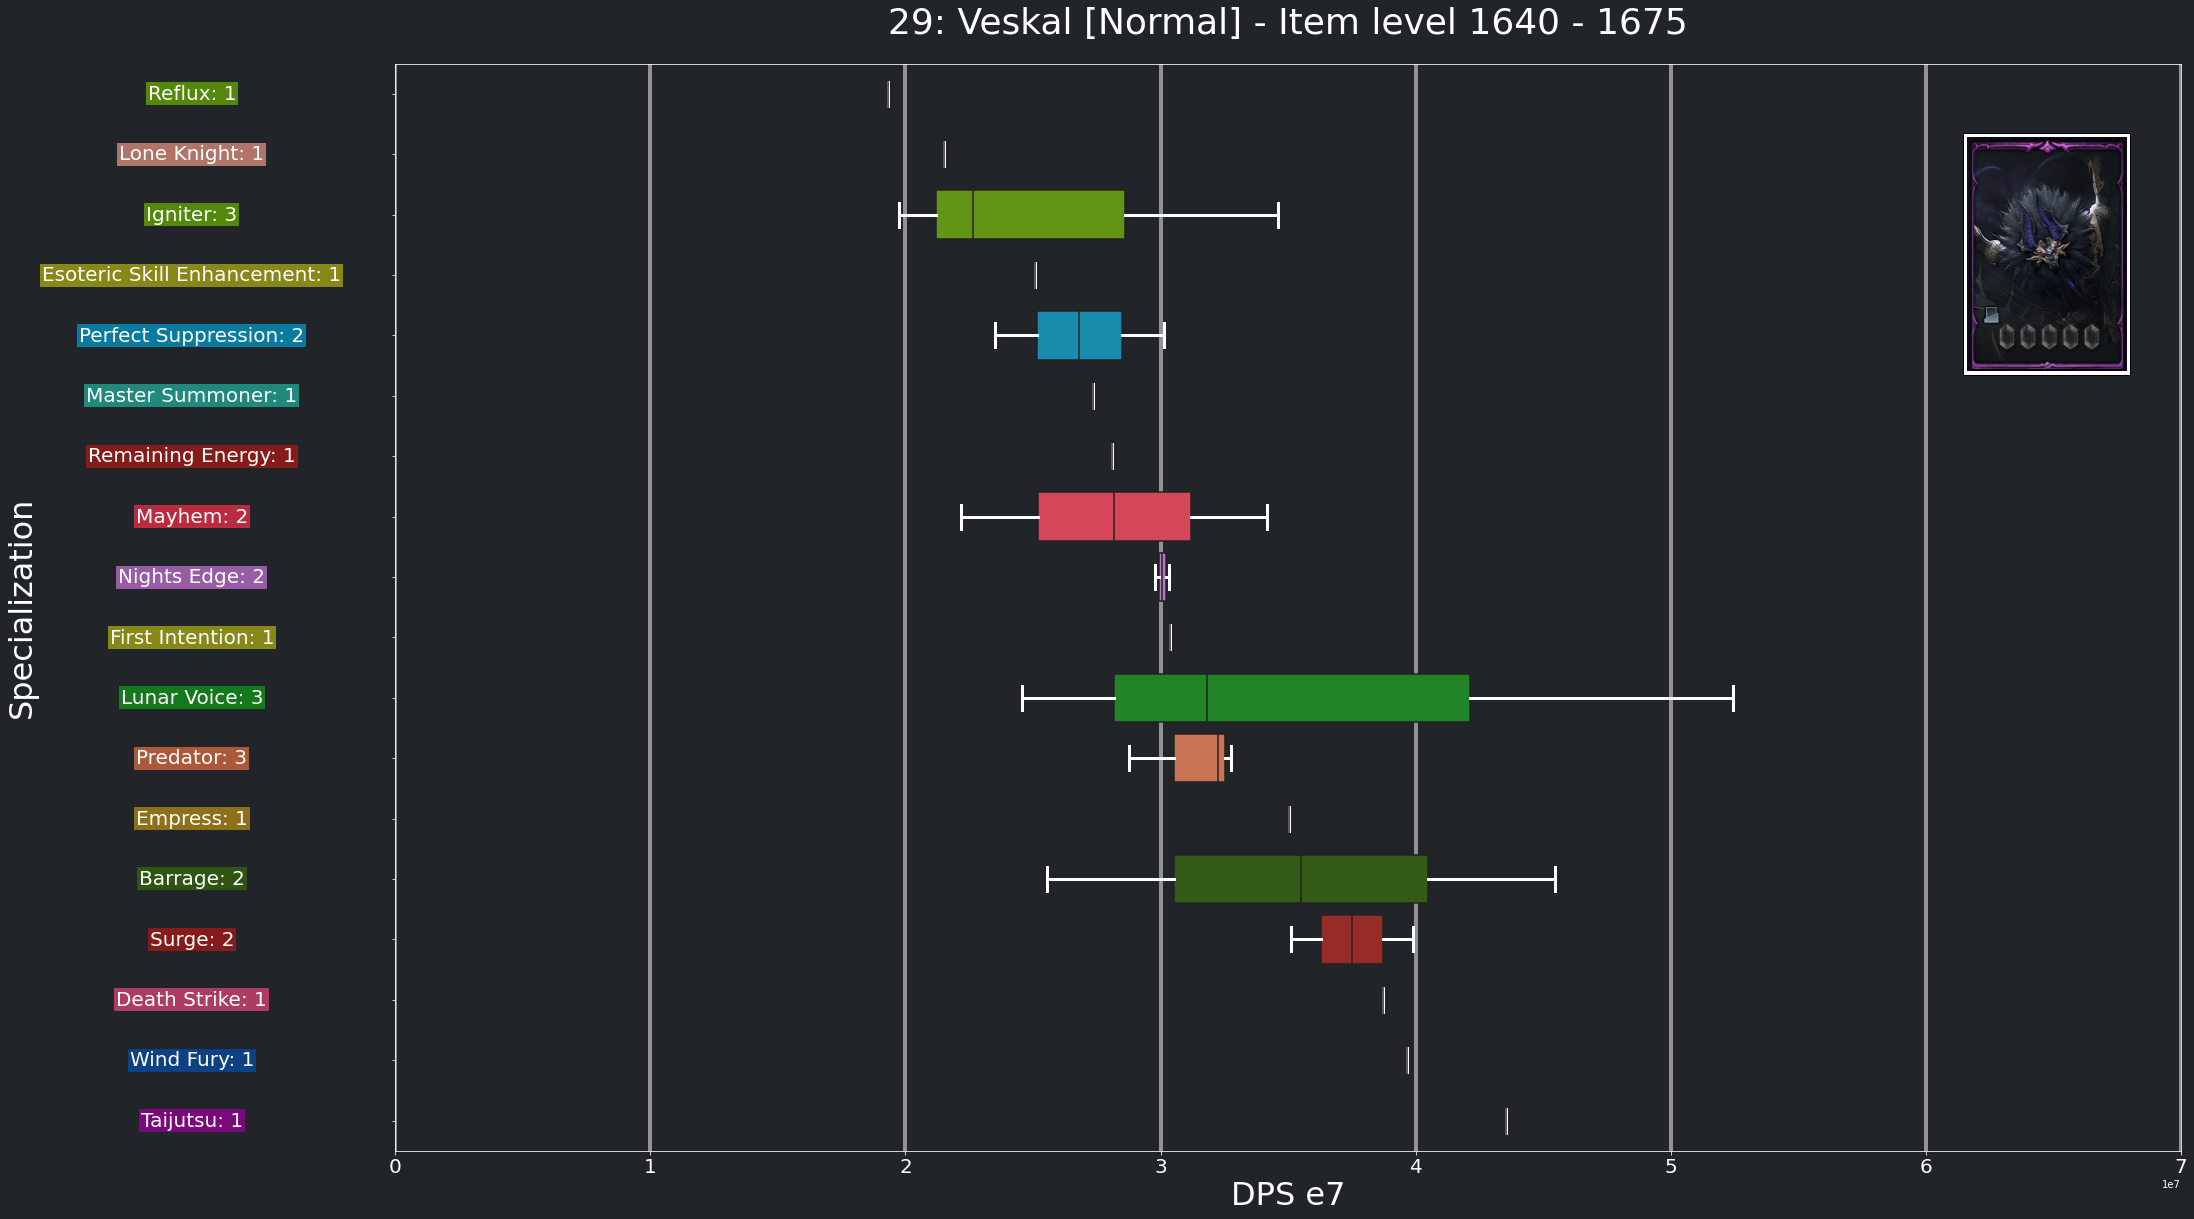 29: Veskal [Normal] - Item level 1640 - 1675
Reflux: 1
Lone Knight: 1
Igniter: 3
Esoteric Skill Enhancement: 1
Perfect Suppression: 2
Master Summoner: 1
Remaining Energy: 1
Mayhem: 2
Nights Edge: 2
First Intention: 1
Lunar Voice: 3
Predator: 3
Empress: 1
Barrage: 2
Surge: 2
Death Strike: 1
Wind Fury: 1
Taijutsu: 1
Specialization
0 1 2 3 4 5 6 7
1e7
DPS e7